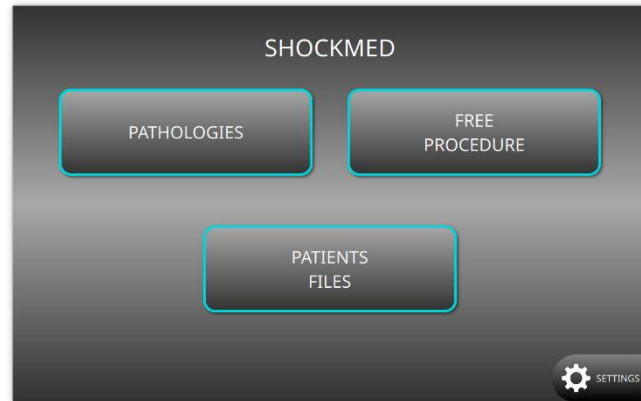 SHOCKMED
PATHOLOGIES
FREE
PROCEDURE
PATIENTS
FILES
SETTINGS